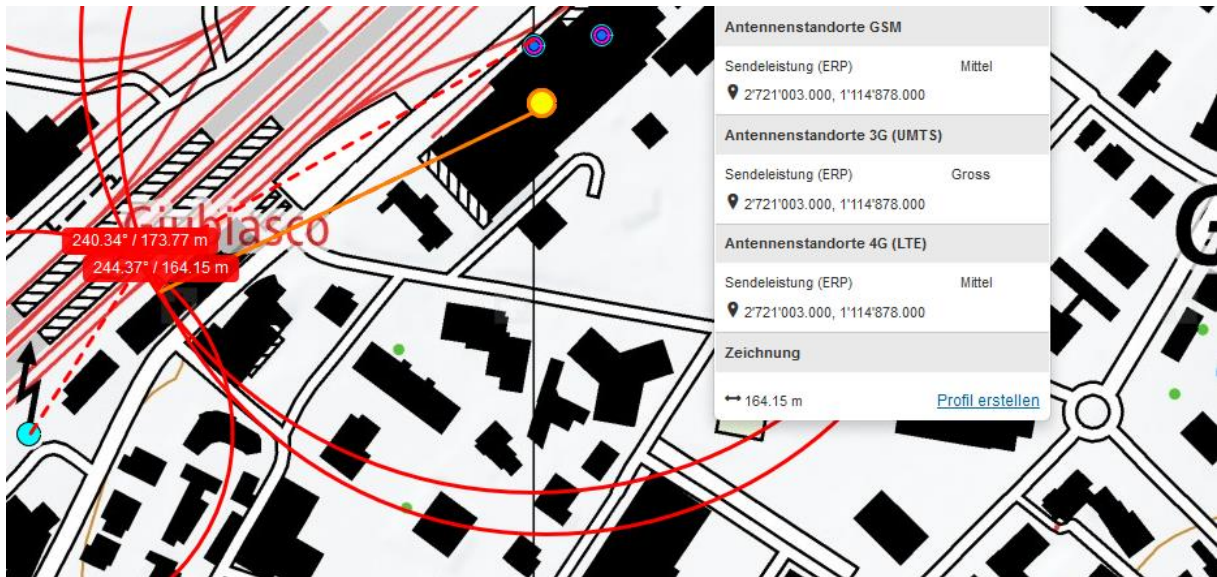 Antennenstandorte GSM
Sendeleistung (ERP) Mittel
2'721'003.000, 1'114'878.000
Antennenstandorte 3G (UMTS)
Sendeleistung (ERP) Gross
2'721'003.000, 1'114'878.000
Antennenstandorte 4G (LTE)
Sendeleistung (ERP) Mittel
2'721'003.000, 1'114'878.000
Zeichnung
164.15 m Profil erstellen
Giubiasco
240.34° / 173.77 m
244.37° / 164.15 m
G